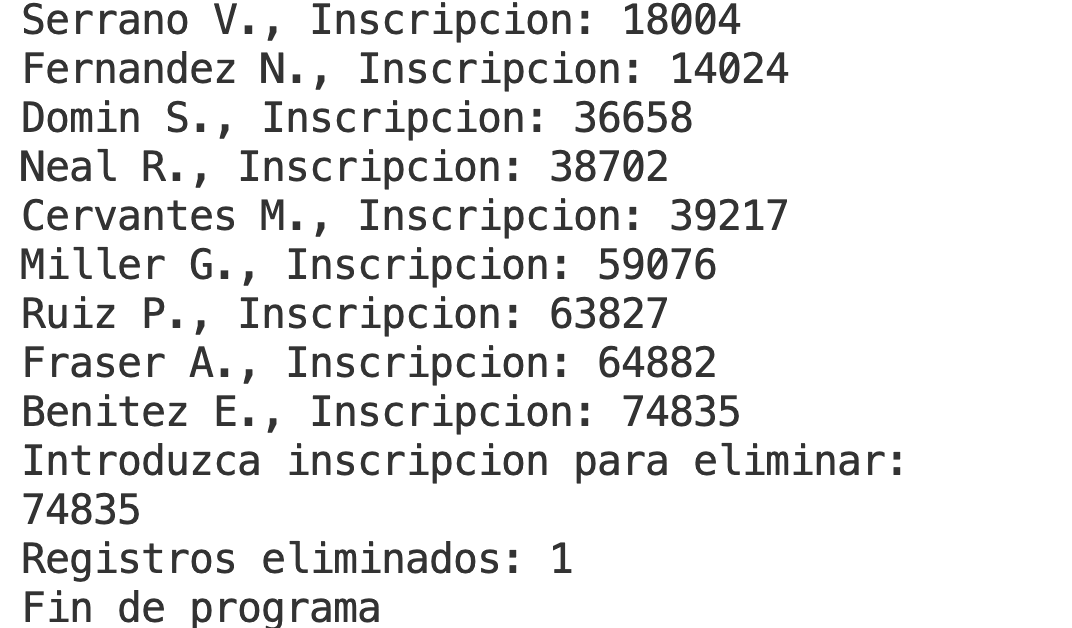 Serrano V., Inscripcion: 18004
Fernandez N., Inscripcion: 14024
Domin S., Inscripcion: 36658
Neal R., Inscripcion: 38702
Cervantes M., Inscripcion: 39217
Miller G., Inscripcion: 59076
Ruiz P., Inscripcion: 63827
Fraser A., Inscripcion: 64882
Benitez E., Inscripcion: 74835
Introduzca inscripcion para eliminar:
74835
Registros eliminados: 1
Fin de programa